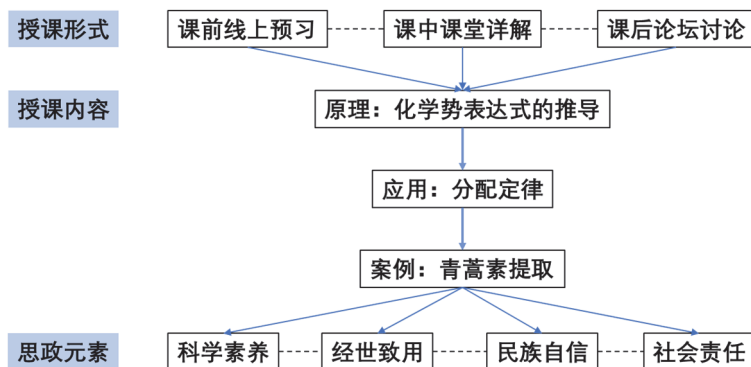 授课形式 课前线上预习 课中课堂详解 课后论坛讨论
授课内容 原理：化学势表达式的推导
应用：分配定律
案例：青蒿素提取
思政元素 科学素养 经世致用 民族自信 社会责任